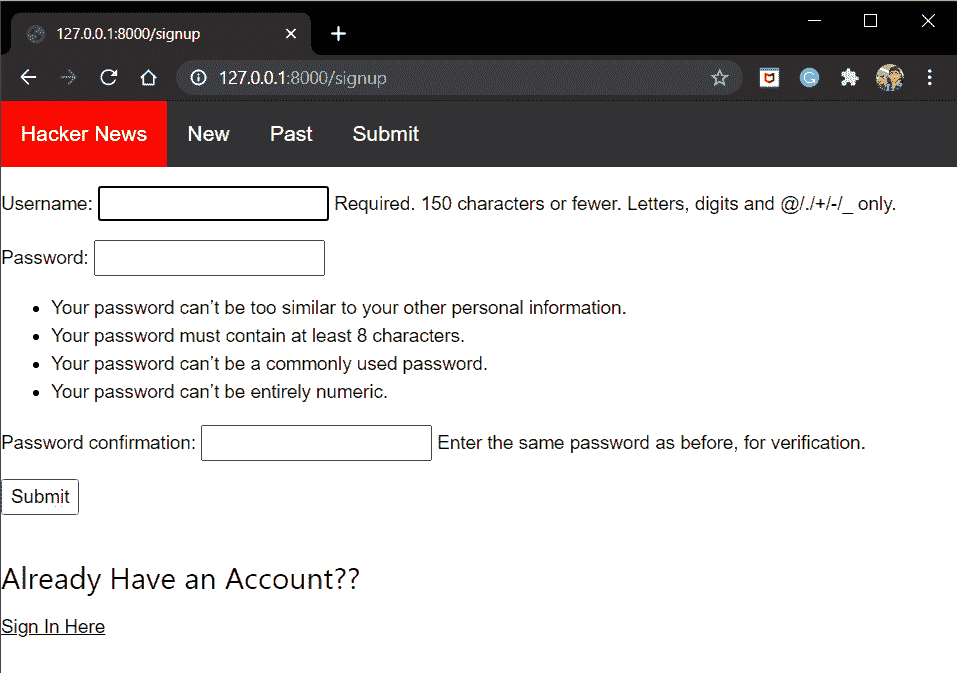 127.0.0.1:8000/signup
127.0.0.1:8000/signup
Hacker News New Past Submit
Username: Required. 150 characters or fewer. Letters, digits and @/./+/-/_ only.
Password:
Your password can’t be too similar to your other personal information.
Your password must contain at least 8 characters.
Your password can’t be a commonly used password.
Your password can’t be entirely numeric.
Password confirmation: Enter the same password as before, for verification.
Submit
Already Have an Account??
Sign In Here